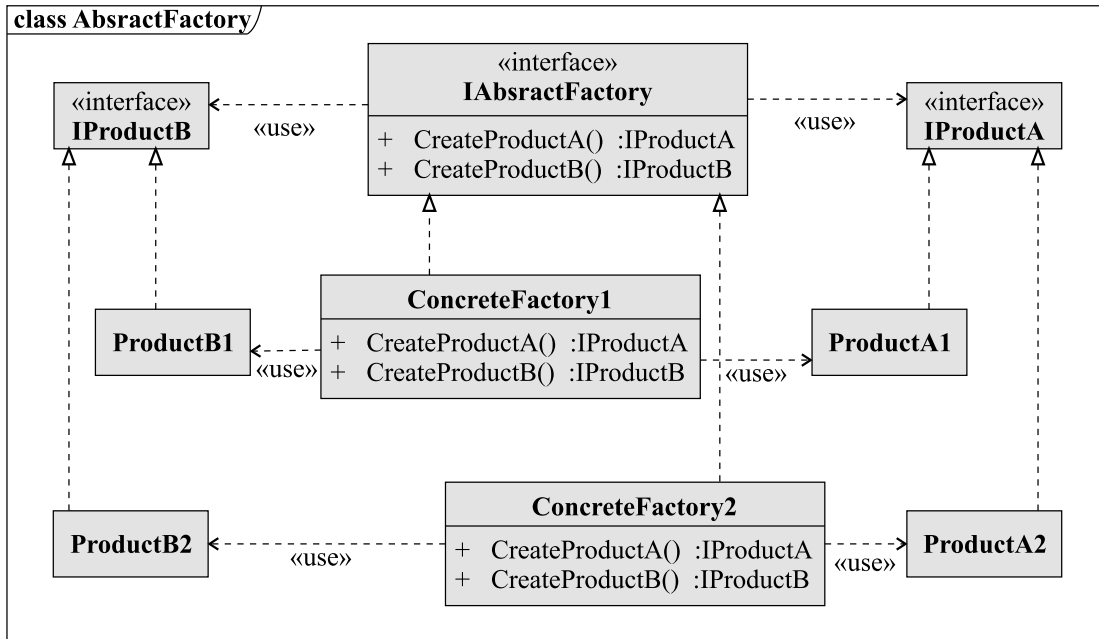 class AbsractFactory
«interface»
IProductB
«use»
«interface»
IAbsractFactory
+ CreateProductA() :IProductA
+ CreateProductB() :IProductB
«use»
«interface»
IProductA
ProductB1
«use»
ConcreteFactory1
+ CreateProductA() :IProductA
+ CreateProductB() :IProductB
«use»
ProductA1
ProductB2
«use»
ConcreteFactory2
+ CreateProductA() :IProductA
+ CreateProductB() :IProductB
«use»
ProductA2